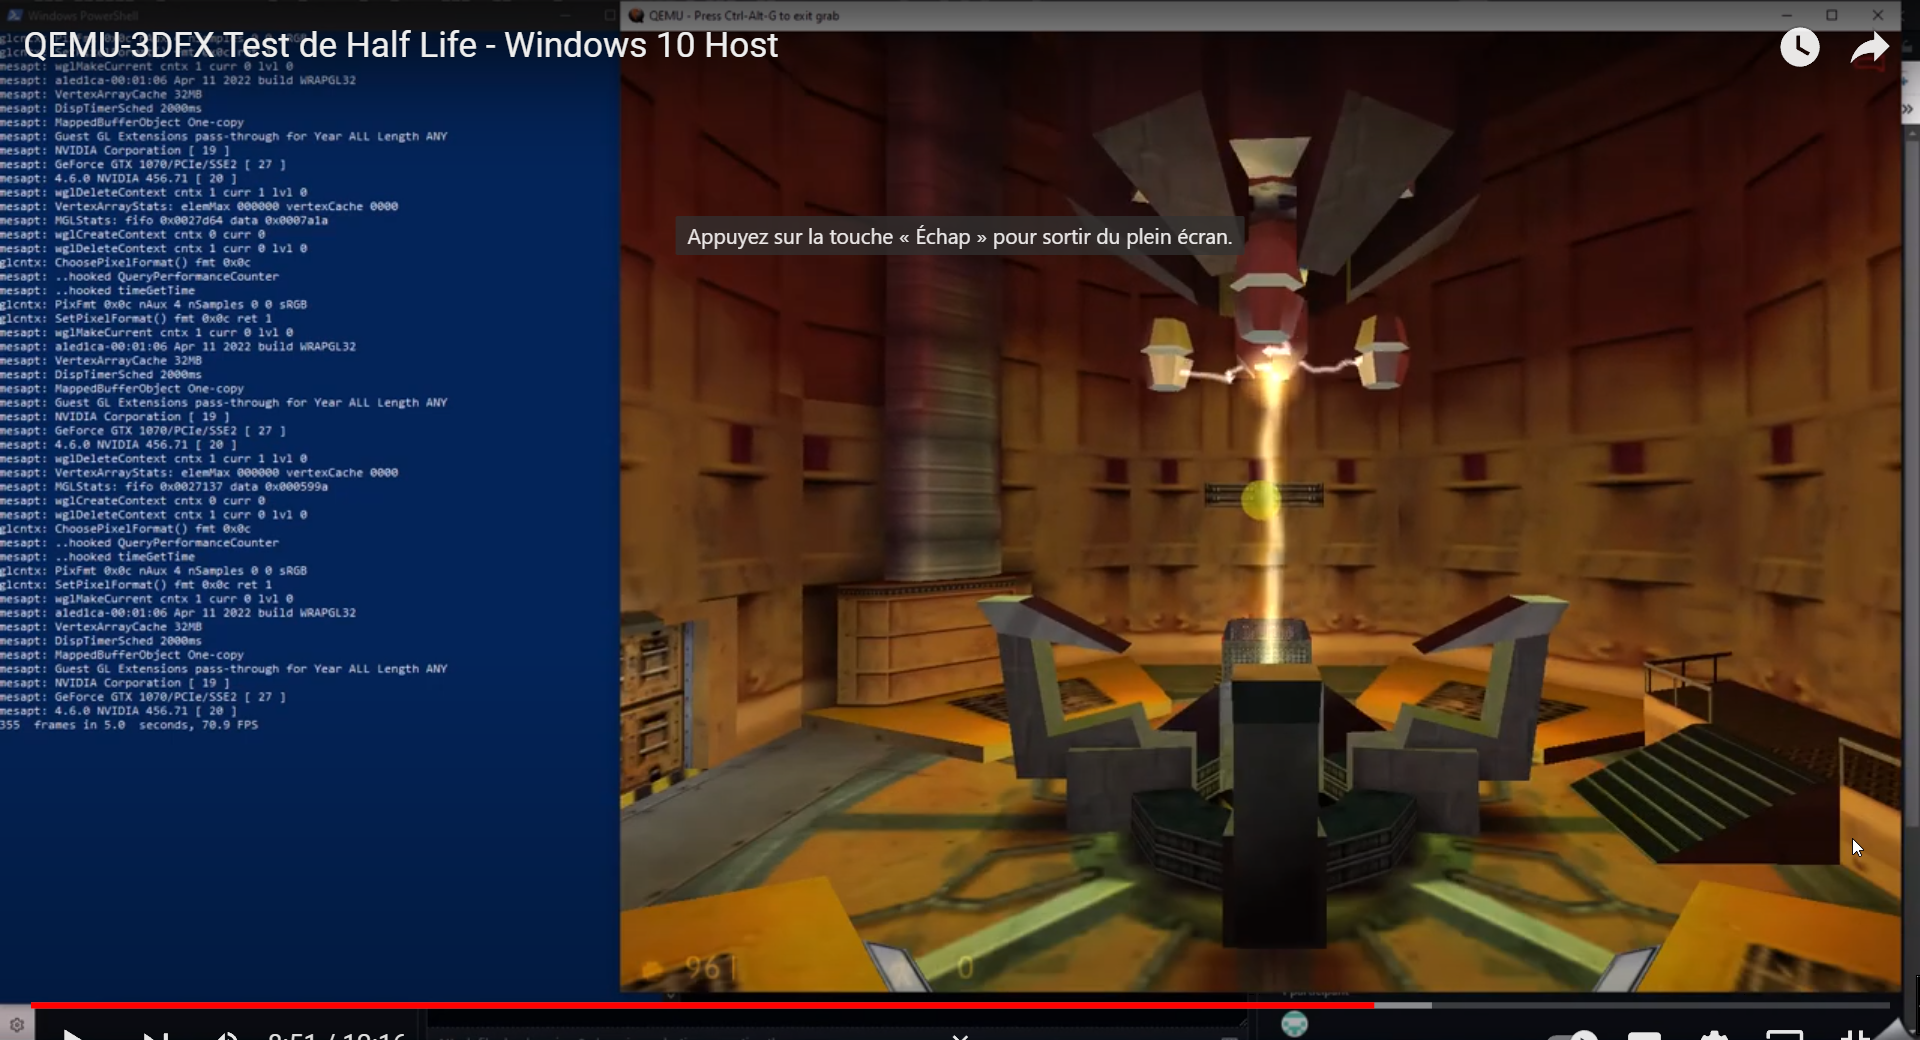 Windows PowerShell
QEMU - Press Ctrl-Alt-G to exit grab
QEMU-3DFX Test de Half Life - Windows 10 Host
mesapt: wglMakeCurrent cntx 1 curr 0 lvl 0
mesapt: a1ed1ca-00:01:06 Apr 11 2022 build WRAPGL32
mesapt: VertexArrayCache 32MB
mesapt: DispTimerSched 2000ms
mesapt: MappedBufferObject One-copy
mesapt: Guest GL Extensions pass-through for Year ALL Length ANY
mesapt: NVIDIA Corporation [ 19 ]
mesapt: GeForce GTX 1070/PCIe/SSE2 [ 27 ]
mesapt: 4.6.0 NVIDIA 456.71 [ 20 ]
mesapt: wglDeleteContext cntx 1 curr 1 lvl 0
mesapt: VertexArrayStats: elemMax 000000 vertexCache 0000
mesapt: MGLStats: fifo 0x0027d64 data 0x0007a1a
mesapt: wglCreateContext cntx 0 curr 0
mesapt: wglDeleteContext cntx 1 curr 0 lvl 0
glcntx: ChoosePixelFormat() fmt 0x0c
mesapt: ..hooked QueryPerformanceCounter
mesapt: ..hooked timeGetTime
glcntx: PixFmt 0x0c nAux 4 nSamples 0 0 sRGB
glcntx: SetPixelFormat() fmt 0x0c ret 1
mesapt: wglMakeCurrent cntx 1 curr 0 lvl 0
mesapt: a1ed1ca-00:01:06 Apr 11 2022 build WRAPGL32
mesapt: VertexArrayCache 32MB
mesapt: DispTimerSched 2000ms
mesapt: MappedBufferObject One-copy
mesapt: Guest GL Extensions pass-through for Year ALL Length ANY
mesapt: NVIDIA Corporation [ 19 ]
mesapt: GeForce GTX 1070/PCIe/SSE2 [ 27 ]
mesapt: 4.6.0 NVIDIA 456.71 [ 20 ]
mesapt: wglDeleteContext cntx 1 curr 1 lvl 0
mesapt: VertexArrayStats: elemMax 000000 vertexCache 0000
mesapt: MGLStats: fifo 0x0027137 data 0x000599a
mesapt: wglCreateContext cntx 0 curr 0
mesapt: wglDeleteContext cntx 1 curr 0 lvl 0
glcntx: ChoosePixelFormat() fmt 0x0c
mesapt: ..hooked QueryPerformanceCounter
mesapt: ..hooked timeGetTime
glcntx: PixFmt 0x0c nAux 4 nSamples 0 0 sRGB
glcntx: SetPixelFormat() fmt 0x0c ret 1
mesapt: wglMakeCurrent cntx 1 curr 0 lvl 0
mesapt: a1ed1ca-00:01:06 Apr 11 2022 build WRAPGL32
mesapt: VertexArrayCache 32MB
mesapt: DispTimerSched 2000ms
mesapt: MappedBufferObject One-copy
mesapt: Guest GL Extensions pass-through for Year ALL Length ANY
mesapt: NVIDIA Corporation [ 19 ]
mesapt: GeForce GTX 1070/PCIe/SSE2 [ 27 ]
mesapt: 4.6.0 NVIDIA 456.71 [ 20 ]
355 frames in 5.0 seconds, 70.9 FPS
Appuyez sur la touche « Échap » pour sortir du plein écran.
96 0